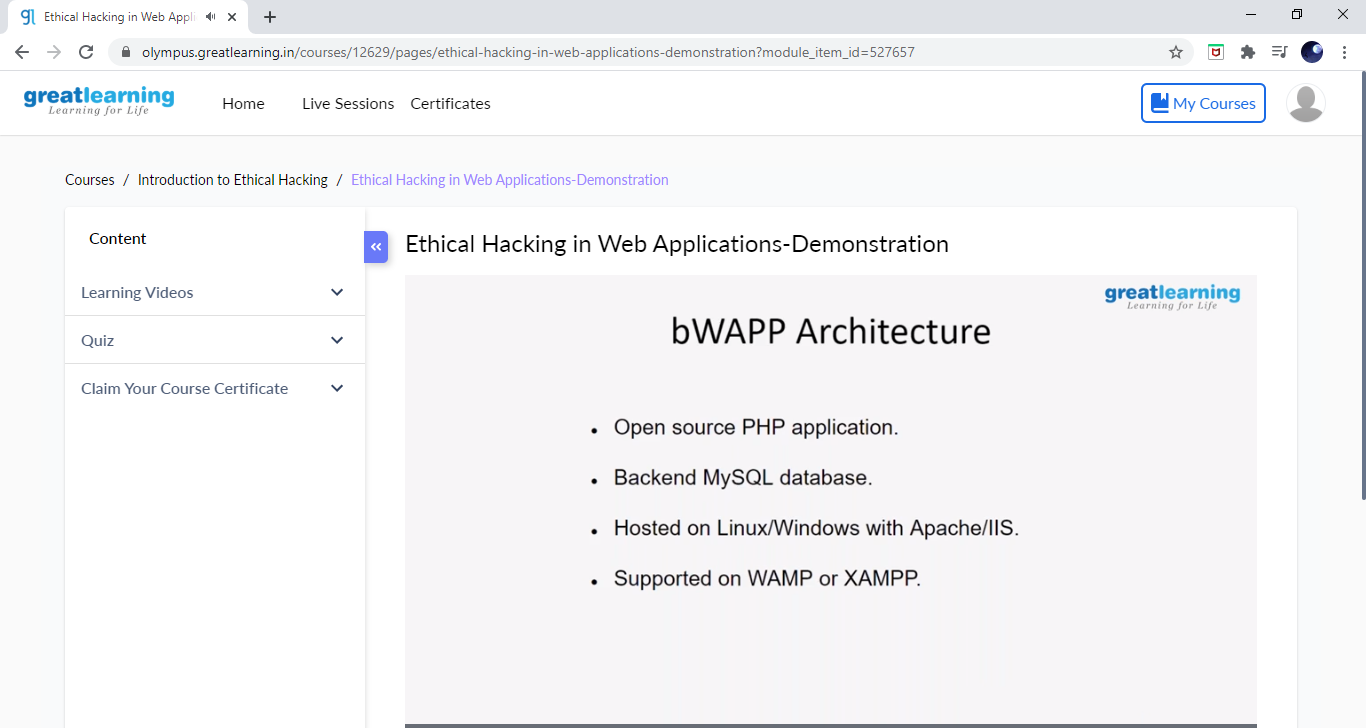 Ethical Hacking in Web Appli
olympus.greatlearning.in/courses/12629/pages/ethical-hacking-in-web-applications-demonstration?module_item_id=527657
greatlearning
Learning for Life
Home Live Sessions Certificates
My Courses
Courses / Introduction to Ethical Hacking / Ethical Hacking in Web Applications-Demonstration
Content
Learning Videos
Quiz
Claim Your Course Certificate
«
Ethical Hacking in Web Applications-Demonstration
greatlearning
Learning for Life
bWAPP Architecture
• Open source PHP application.
• Backend MySQL database.
• Hosted on Linux/Windows with Apache/IIS.
• Supported on WAMP or XAMPP.